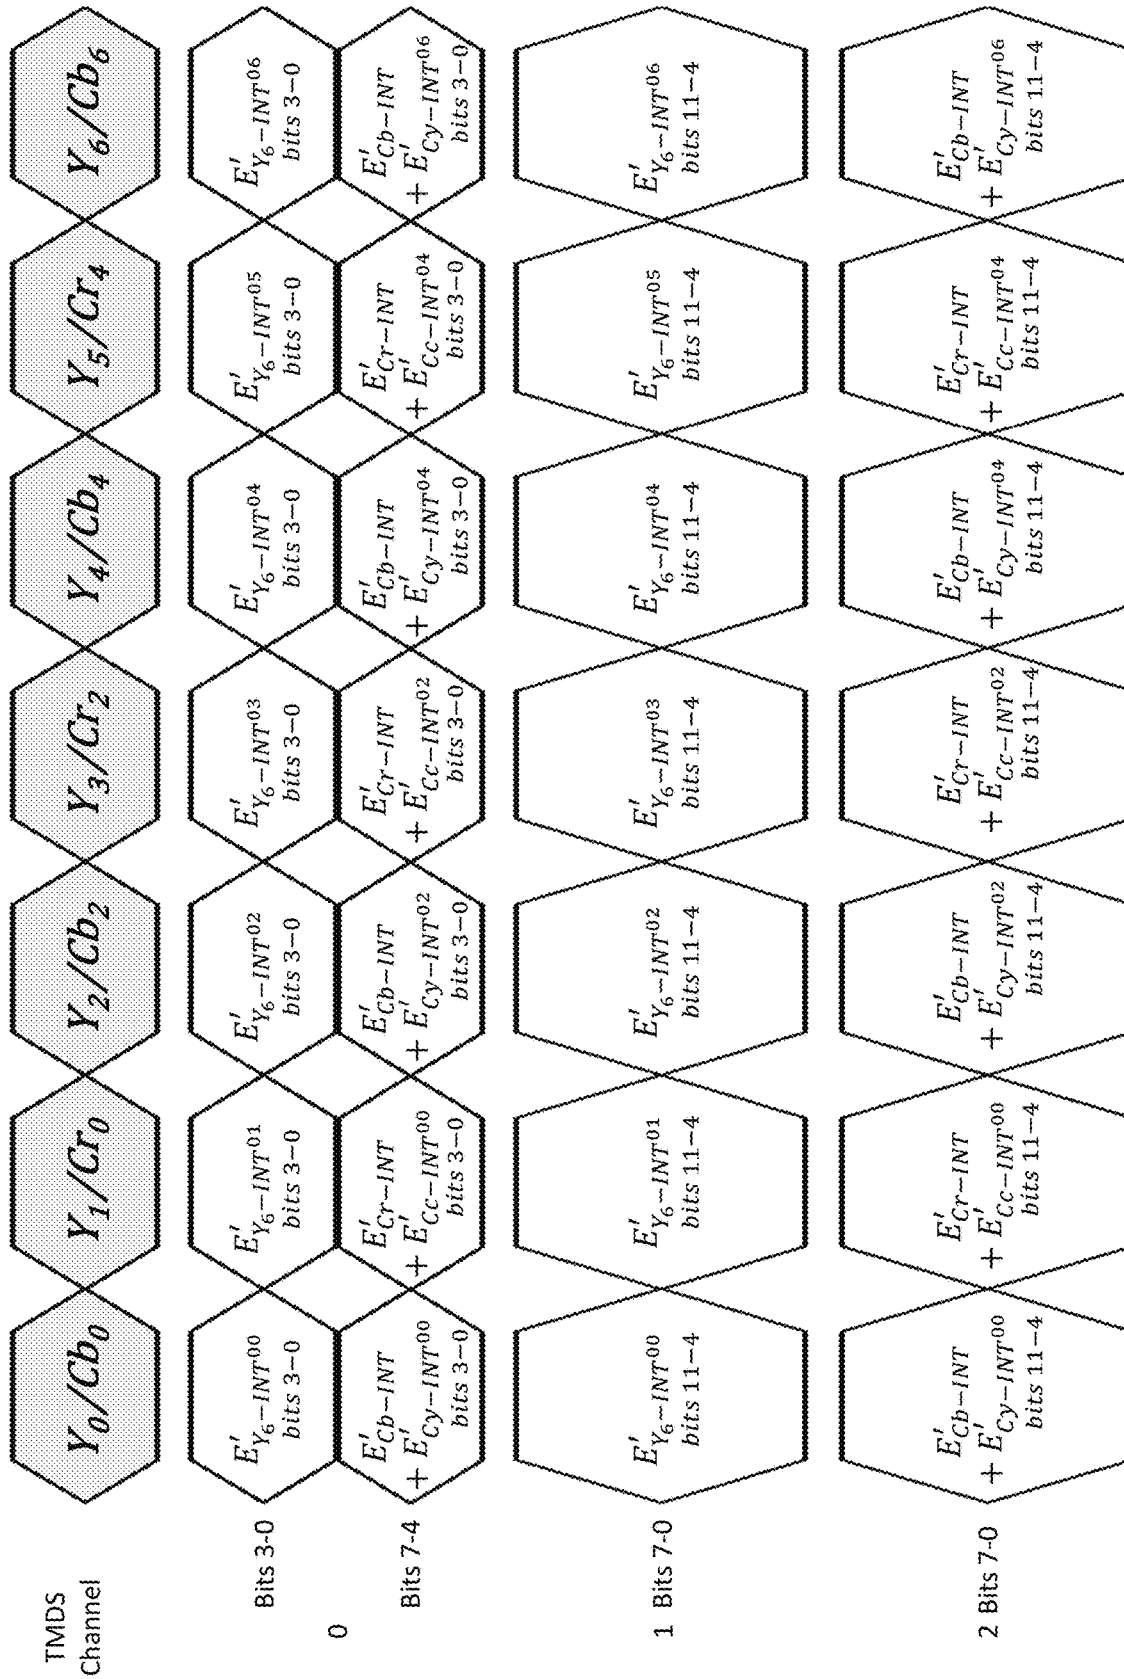 TMDS
Channel
Y₀/Cb₀
Y₁/Cr₀
Y₂/Cb₂
Y₃/Cr₂
Y₄/Cb₄
Y₅/Cr₄
Y₆/Cb₆
0
Bits 3-0
E′Y₆−INT⁰⁰
bits 3−0
E′Y₆−INT⁰¹
bits 3−0
E′Y₆−INT⁰²
bits 3−0
E′Y₆−INT⁰³
bits 3−0
E′Y₆−INT⁰⁴
bits 3−0
E′Y₆−INT⁰⁵
bits 3−0
E′Y₆−INT⁰⁶
bits 3−0
Bits 7-4
E′Cb−INT
+ E′Cy−INT⁰⁰
bits 3−0
E′Cr−INT
+ E′Cc−INT⁰⁰
bits 3−0
E′Cb−INT
+ E′Cy−INT⁰²
bits 3−0
E′Cr−INT
+ E′Cc−INT⁰²
bits 3−0
E′Cb−INT
+ E′Cy−INT⁰⁴
bits 3−0
E′Cr−INT
+ E′Cc−INT⁰⁴
bits 3−0
E′Cb−INT
+ E′Cy−INT⁰⁶
bits 3−0
1 Bits 7-0
E′Y₆−INT⁰⁰
bits 11−4
E′Y₆−INT⁰¹
bits 11−4
E′Y₆−INT⁰²
bits 11−4
E′Y₆−INT⁰³
bits 11−4
E′Y₆−INT⁰⁴
bits 11−4
E′Y₆−INT⁰⁵
bits 11−4
E′Y₆−INT⁰⁶
bits 11−4
2 Bits 7-0
E′Cb−INT
+ E′Cy−INT⁰⁰
bits 11−4
E′Cr−INT
+ E′Cc−INT⁰⁰
bits 11−4
E′Cb−INT
+ E′Cy−INT⁰²
bits 11−4
E′Cr−INT
+ E′Cc−INT⁰²
bits 11−4
E′Cb−INT
+ E′Cy−INT⁰⁴
bits 11−4
E′Cr−INT
+ E′Cc−INT⁰⁴
bits 11−4
E′Cb−INT
+ E′Cy−INT⁰⁶
bits 11−4